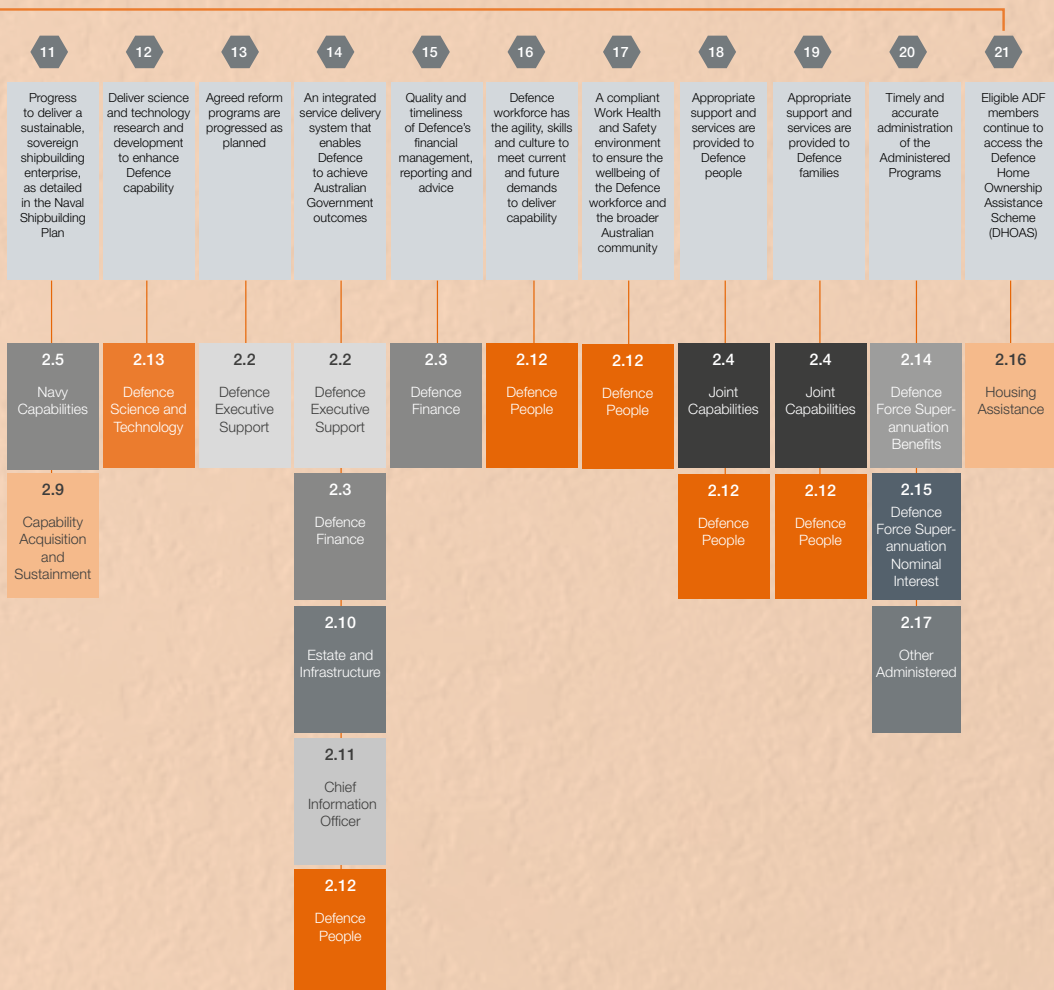 11
Progress
to deliver a
sustainable,
sovereign
shipbuilding
enterprise,
as detailed
in the Naval
Shipbuilding
Plan
2.5
Navy
Capabilities
2.9
Capability
Acquisition
and
Sustainment
12
Deliver science
and technology
research and
development
to enhance
Defence
capability
2.13
Defence
Science and
Technology
13
Agreed reform
programs are
progressed as
planned
2.2
Defence
Executive
Support
14
An integrated
service delivery
system that
enables
Defence
to achieve
Australian
Government
outcomes
2.2
Defence
Executive
Support
2.3
Defence
Finance
2.10
Estate and
Infrastructure
2.11
Chief
Information
Officer
2.12
Defence
People
15
Quality and
timeliness
of Defence's
financial
management,
reporting and
advice
2.3
Defence
Finance
16
Defence
workforce has
the agility, skills
and culture to
meet current
and future
demands
to deliver
capability
2.12
Defence
People
17
A compliant
Work Health
and Safety
environment
to ensure the
wellbeing of
the Defence
workforce and
the broader
Australian
community
2.12
Defence
People
18
Appropriate
support and
services are
provided to
Defence
people
2.4
Joint
Capabilities
2.12
Defence
People
19
Appropriate
support and
services are
provided to
Defence
families
2.4
Joint
Capabilities
2.12
Defence
People
20
Timely and
accurate
administration
of the
Administered
Programs
2.14
Defence
Force Super-
annuation
Benefits
2.15
Defence
Force Super-
annuation
Nominal
Interest
2.17
Other
Administered
21
Eligible ADF
members
continue to
access the
Defence
Home
Ownership
Assistance
Scheme
(DHOAS)
2.16
Housing
Assistance